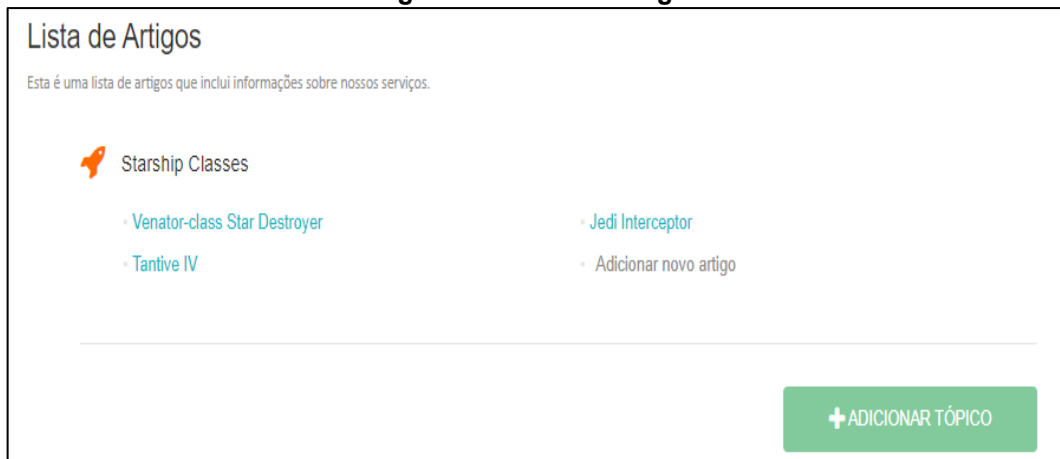 Lista de Artigos
Esta é uma lista de artigos que inclui informações sobre nossos serviços.
Starship Classes
Venator-class Star Destroyer
Jedi Interceptor
Tantive IV
Adicionar novo artigo
ADICIONAR TÓPICO